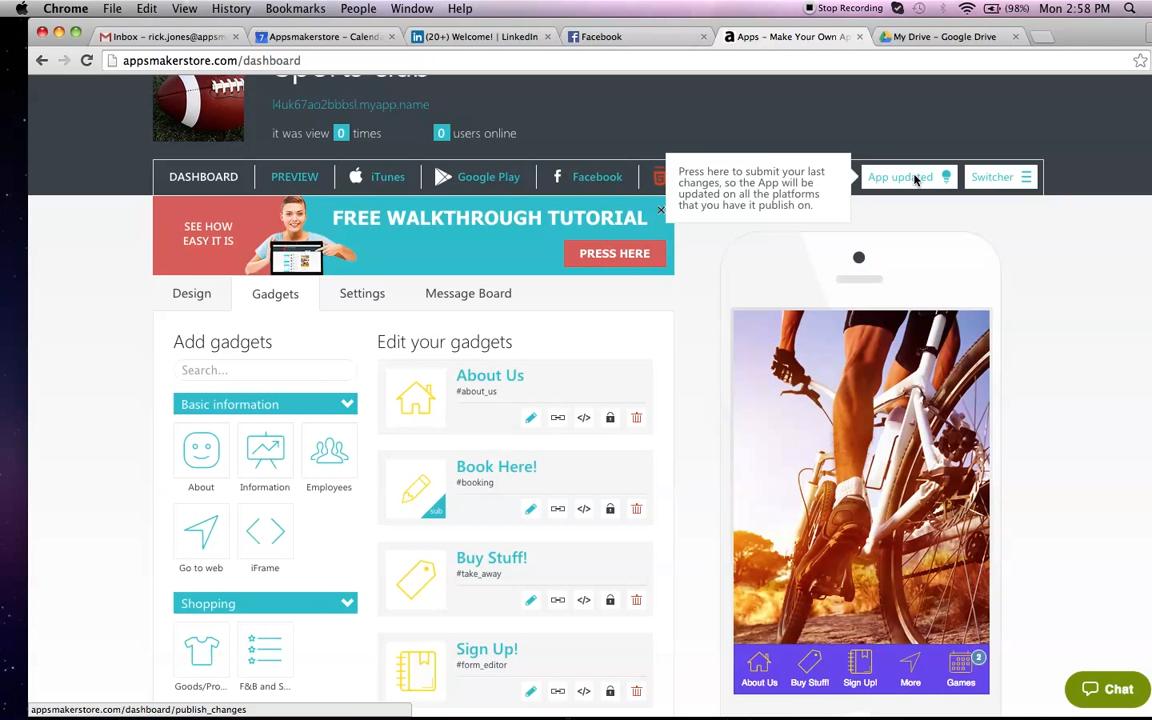 Chrome File Edit View History Bookmarks People Window Help Stop Recording (98%) Mon 2:58 PM
Inbox - rick.jones@appsm
Appsmakerstore - Calenda
(20+) Welcome! | LinkedIn
Facebook
Apps - Make Your Own A
My Drive - Google Drive
appsmakerstore.com/dashboard
Sports Club
l4uk67ao2bbbsl.myapp.name
it was view 0 times 0 users online
DASHBOARD PREVIEW iTunes Google Play Facebook
Press here to submit your last
changes, so the App will be
updated on all the platforms
that you have it publish on.
App updated
Switcher
SEE HOW
EASY IT IS
FREE WALKTHROUGH TUTORIAL
PRESS HERE
Design Gadgets Settings Message Board
Add gadgets
Search...
Basic information
About Information Employees
Go to web iFrame
Shopping
Goods/Pro... F&B and S...
Edit your gadgets
About Us
#about_us
Book Here!
#booking
sub
Buy Stuff!
#take_away
Sign Up!
#form_editor
2
About Us Buy Stuff! Sign Up! More Games
Chat
appsmakerstore.com/dashboard/publish_changes